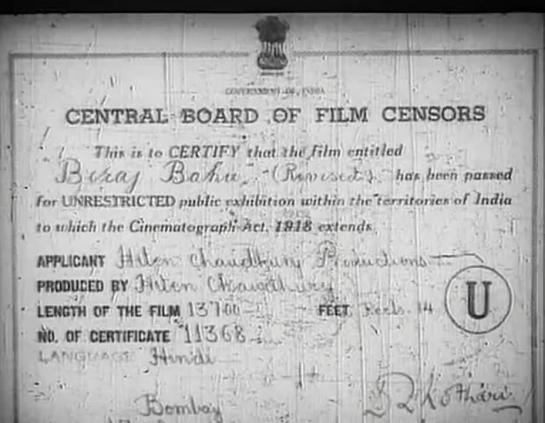 GOVERNMENT OF INDIA
CENTRAL BOARD OF FILM CENSORS
This is to CERTIFY that the film entitled
Biraj Bahu (Revised) has been passed
for UNRESTRICTED public exhibition within the territories of India
to which the Cinematograph Act, 1918 extends
APPLICANT Hiten Chaudhury Productions
PRODUCED BY Hiten Chaudhury
LENGTH OF THE FILM 13700 FEET Reels 14
U
NO. OF CERTIFICATE 11368
LANGUAGE Hindi
Bombay
Kothari